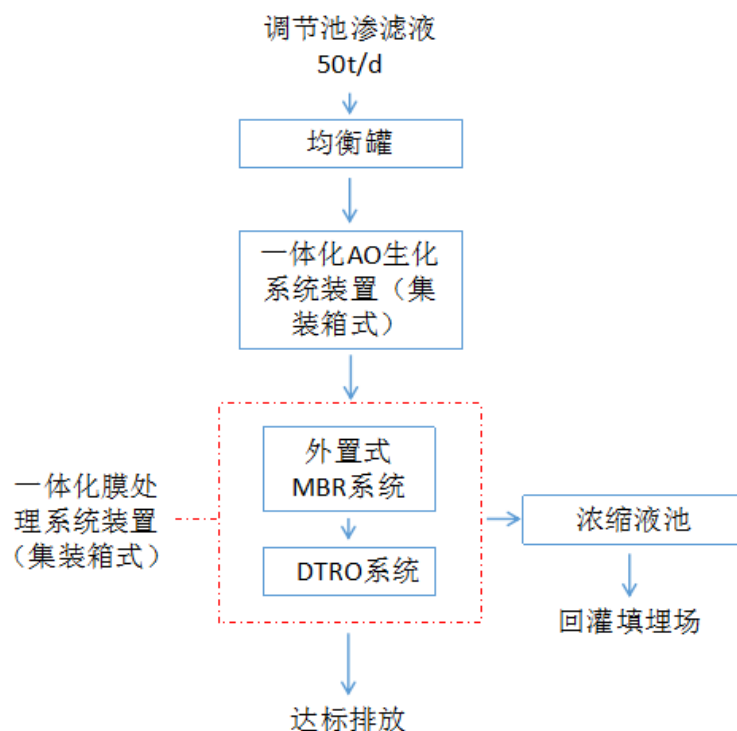 调节池渗滤液
50t/d
均衡罐
一体化AO生化
系统装置（集
装箱式）
外置式
MBR系统
DTRO系统
一体化膜处
理系统装置
（集装箱式）
浓缩液池
回灌填埋场
达标排放